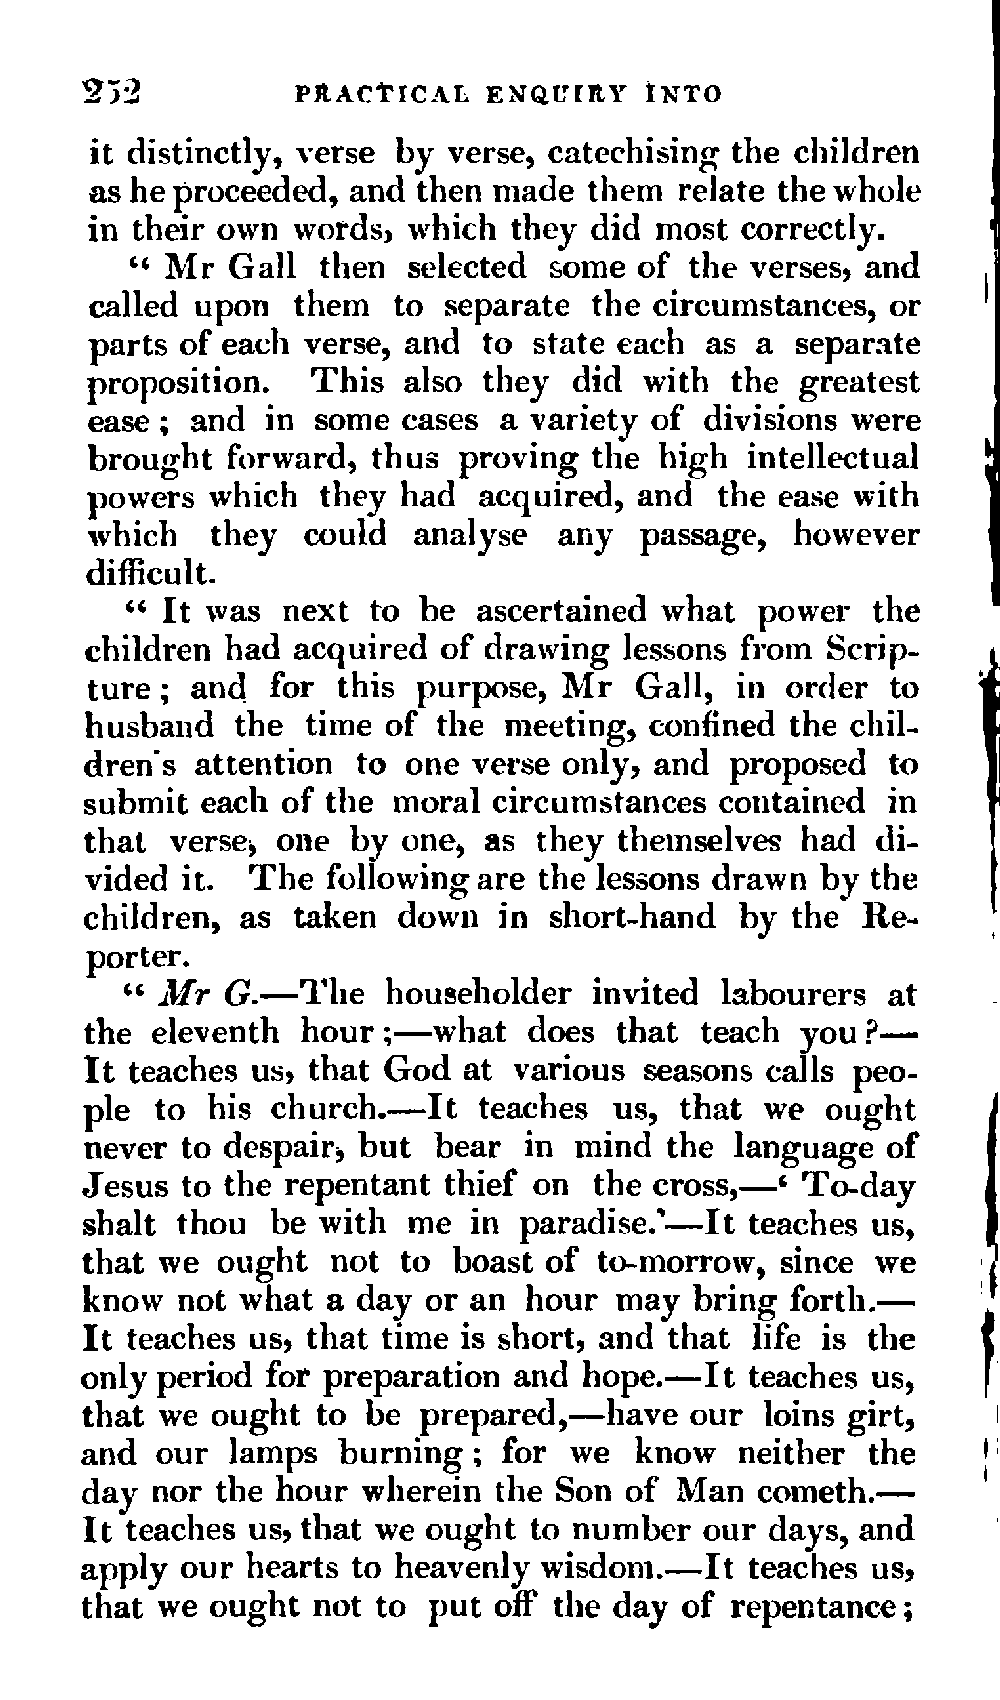 252 PRACTICAL ENQUIRY INTO
it distinctly, verse by verse, catechising the children
as he proceeded, and then made them relate the whole
in their own words, which they did most correctly.
“ Mr Gall then selected some of the verses, and
called upon them to separate the circumstances, or
parts of each verse, and to state each as a separate
proposition. This also they did with the greatest
ease ; and in some cases a variety of divisions were
brought forward, thus proving the high intellectual
powers which they had acquired, and the ease with
which they could analyse any passage, however
difficult.
“ It was next to be ascertained what power the
children had acquired of drawing lessons from Scrip-
ture ; and for this purpose, Mr Gall, in order to
husband the time of the meeting, confined the chil-
dren's attention to one verse only, and proposed to
submit each of the moral circumstances contained in
that verse, one by one, as they themselves had di-
vided it. The following are the lessons drawn by the
children, as taken down in short-hand by the Re-
porter.
“ Mr G.—The householder invited labourers at
the eleventh hour ;—what does that teach you ?—
It teaches us, that God at various seasons calls peo-
ple to his church.—It teaches us, that we ought
never to despair, but bear in mind the language of
Jesus to the repentant thief on the cross,—‘ To-day
shalt thou be with me in paradise.’—It teaches us,
that we ought not to boast of to-morrow, since we
know not what a day or an hour may bring forth.—
It teaches us, that time is short, and that life is the
only period for preparation and hope.—It teaches us,
that we ought to be prepared,—have our loins girt,
and our lamps burning ; for we know neither the
day nor the hour wherein the Son of Man cometh.—
It teaches us, that we ought to number our days, and
apply our hearts to heavenly wisdom.—It teaches us,
that we ought not to put off the day of repentance ;